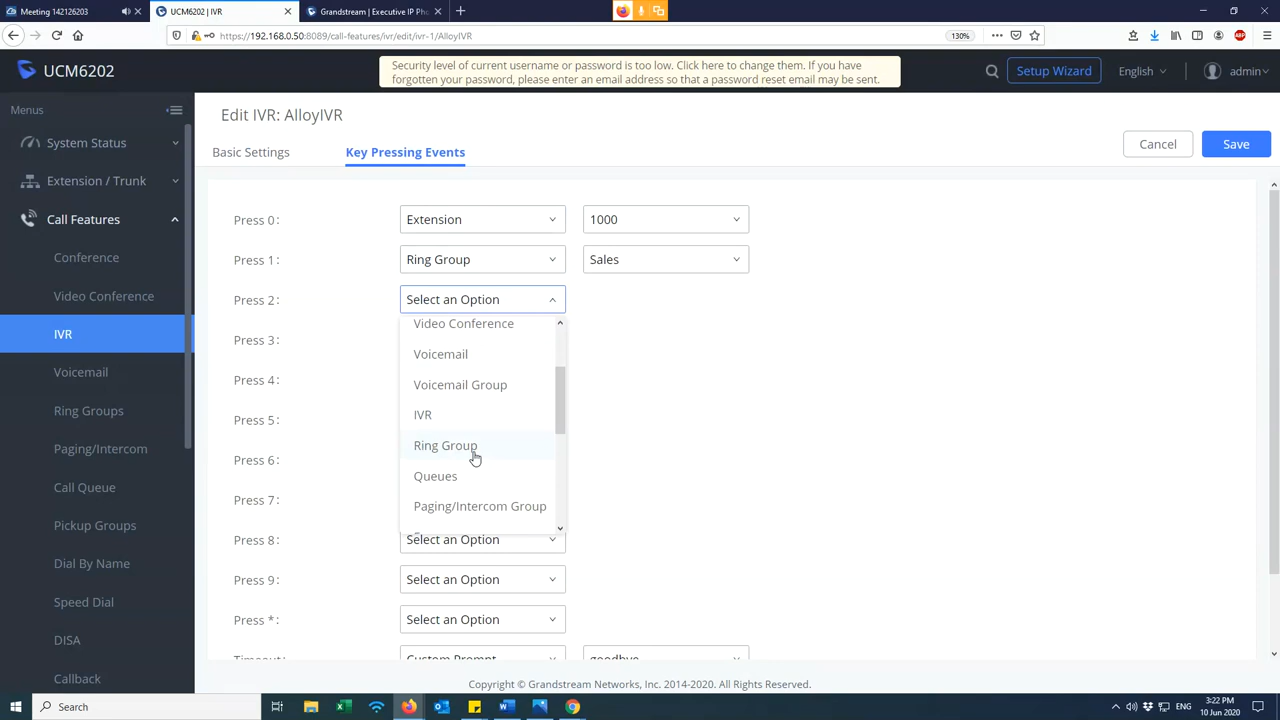 Meeting 142126203
UCM6202 | IVR
Grandstream | Executive IP Ph
https://192.168.0.50:8089/call-features/ivr/edit/ivr-1/AlloyIVR
130%
ABP
UCM6202
Security level of current username or password is too low. Click here to change them. If you have
forgotten your password, please enter an email address so that a password reset email may be sent.
Setup Wizard
English
admin
Menus
Edit IVR: AlloyIVR
System Status
Basic Settings
Key Pressing Events
Cancel
Save
Extension / Trunk
Call Features
Press 0:
Extension
1000
Conference
Press 1:
Ring Group
Sales
Video Conference
Press 2:
Select an Option
IVR
Video Conference
Press 3:
Voicemail
Voicemail
Press 4:
Voicemail Group
Ring Groups
Press 5:
IVR
Paging/Intercom
Press 6:
Ring Group
Call Queue
Press 7:
Queues
Pickup Groups
Paging/Intercom Group
Dial By Name
Press 8:
Select an Option
Speed Dial
Press 9:
Select an Option
DISA
Press *:
Select an Option
Callback
Timeout:
Custom Prompt
goodbye
Copyright © Grandstream Networks, Inc. 2014-2020. All Rights Reserved.
Search
ENG
3:22 PM
10 Jun 2020